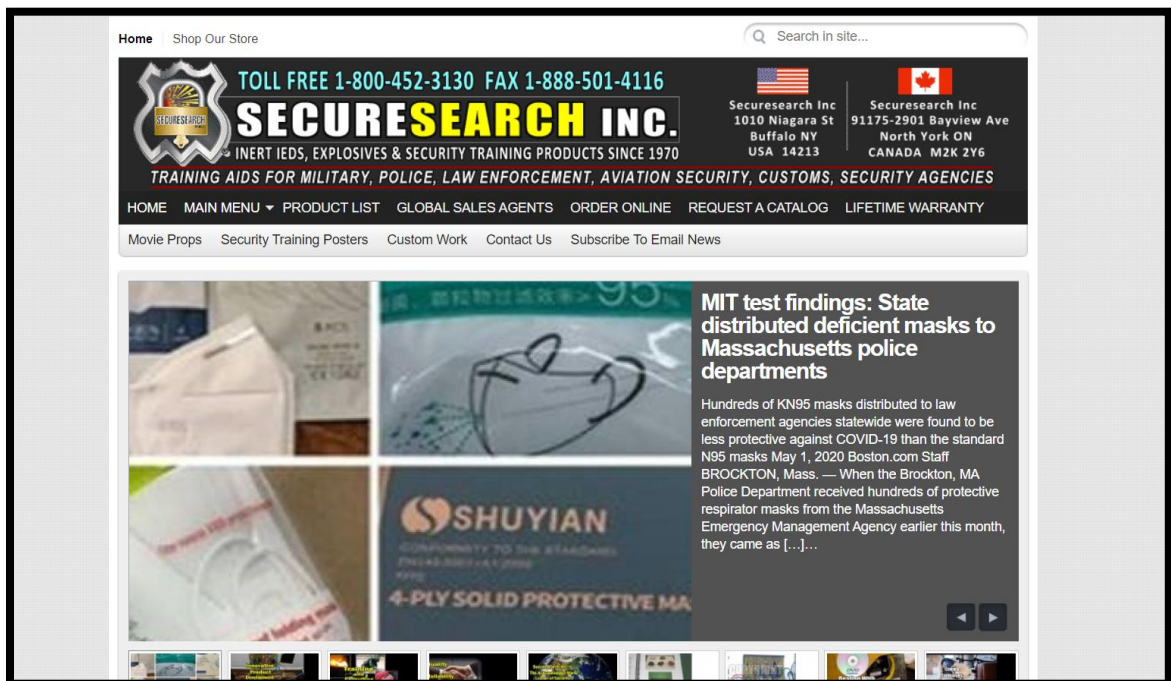 Home Shop Our Store
Search in site...
TOLL FREE 1-800-452-3130 FAX 1-888-501-4116
SECURESEARCH INC.
INERT IEDS, EXPLOSIVES & SECURITY TRAINING PRODUCTS SINCE 1970
SECURESEARCH
Securesearch Inc
1010 Niagara St
Buffalo NY
USA 14213
Securesearch Inc
91175-2901 Bayview Ave
North York ON
CANADA M2K 2Y6
TRAINING AIDS FOR MILITARY, POLICE, LAW ENFORCEMENT, AVIATION SECURITY, CUSTOMS, SECURITY AGENCIES
HOME MAIN MENU PRODUCT LIST GLOBAL SALES AGENTS ORDER ONLINE REQUEST A CATALOG LIFETIME WARRANTY
Movie Props Security Training Posters Custom Work Contact Us Subscribe To Email News
95%
SHUYIAN
CONFORMITY TO THE STANDARD
4-PLY SOLID PROTECTIVE MA
MIT test findings: State
distributed deficient masks to
Massachusetts police
departments
Hundreds of KN95 masks distributed to law
enforcement agencies statewide were found to be
less protective against COVID-19 than the standard
N95 masks May 1, 2020 Boston.com Staff
BROCKTON, Mass. — When the Brockton, MA
Police Department received hundreds of protective
respirator masks from the Massachusetts
Emergency Management Agency earlier this month,
they came as […]…